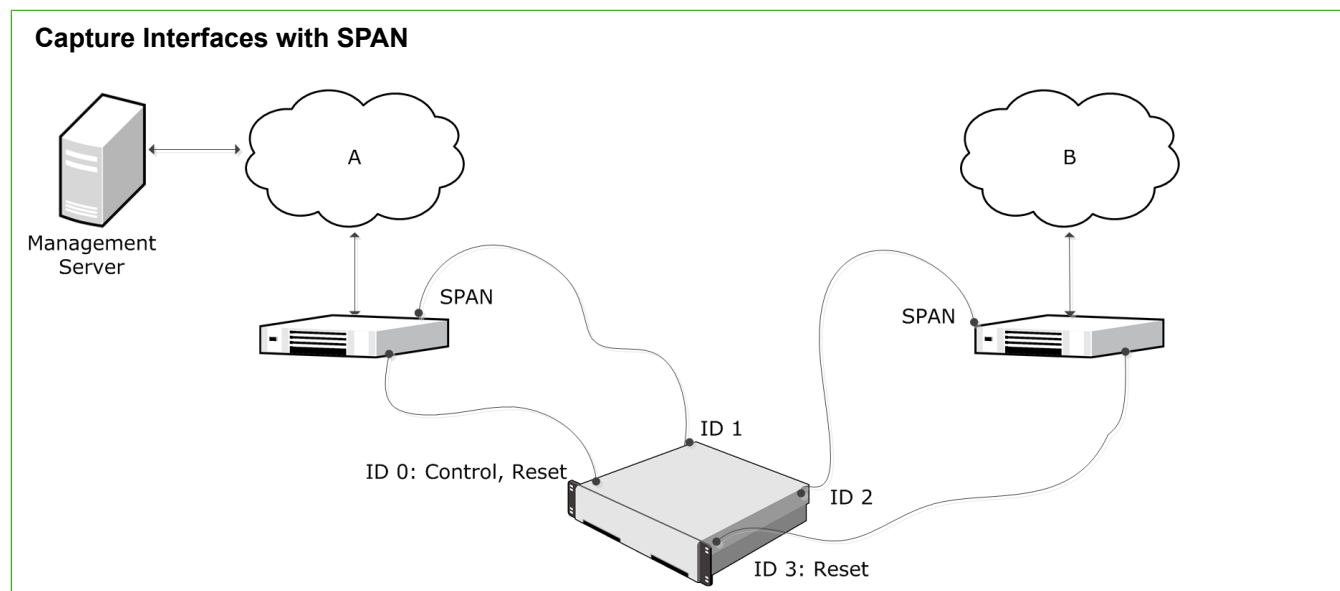 Capture Interfaces with SPAN
A
B
Management
Server
SPAN
SPAN
ID 1
ID 0: Control, Reset
ID 2
ID 3: Reset